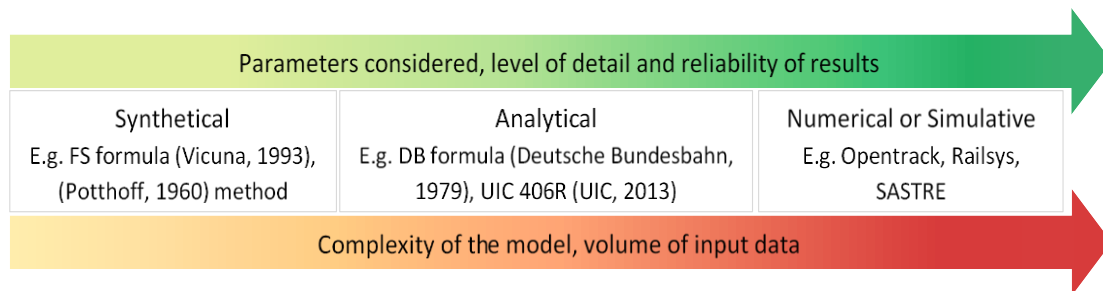 Parameters considered, level of detail and reliability of results
Synthetical
E.g. FS formula (Vicuna, 1993),
(Potthoff, 1960) method
Analytical
E.g. DB formula (Deutsche Bundesbahn,
1979), UIC 406R (UIC, 2013)
Numerical or Simulative
E.g. Opentrack, Railsys,
SASTRE
Complexity of the model, volume of input data